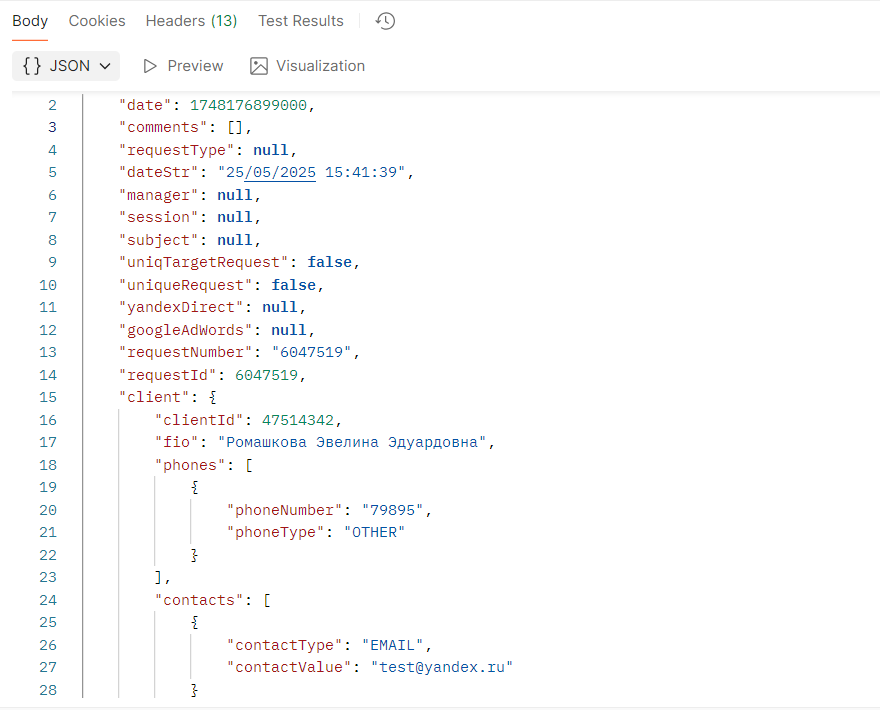 Body Cookies Headers (13) Test Results
{} JSON Preview Visualization
2 "date": 1748176899000,
3 "comments": [],
4 "requestType": null,
5 "dateStr": "25/05/2025 15:41:39",
6 "manager": null,
7 "session": null,
8 "subject": null,
9 "uniqTargetRequest": false,
10 "uniqueRequest": false,
11 "yandexDirect": null,
12 "googleAdWords": null,
13 "requestNumber": "6047519",
14 "requestId": 6047519,
15 "client": {
16 "clientId": 47514342,
17 "fio": "Ромашкова Эвелина Эдуардовна",
18 "phones": [
19 {
20 "phoneNumber": "79895",
21 "phoneType": "OTHER"
22 }
23 ],
24 "contacts": [
25 {
26 "contactType": "EMAIL",
27 "contactValue": "test@yandex.ru"
28 }